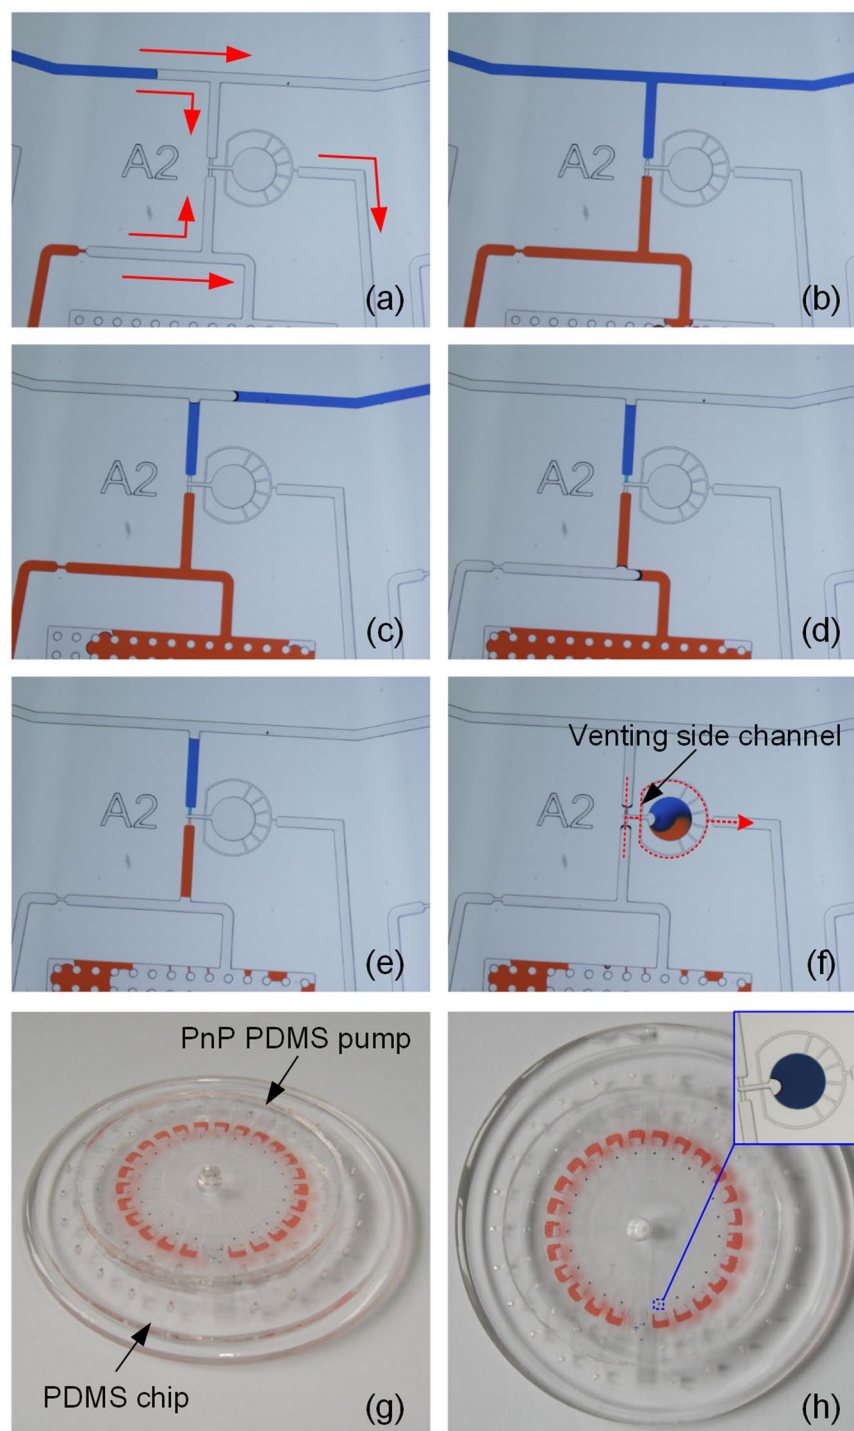 A2
(a)
A2
(b)
A2
(c)
A2
(d)
A2
(e)
Venting side channel
A2
(f)
PnP PDMS pump
PDMS chip
(g)
(h)